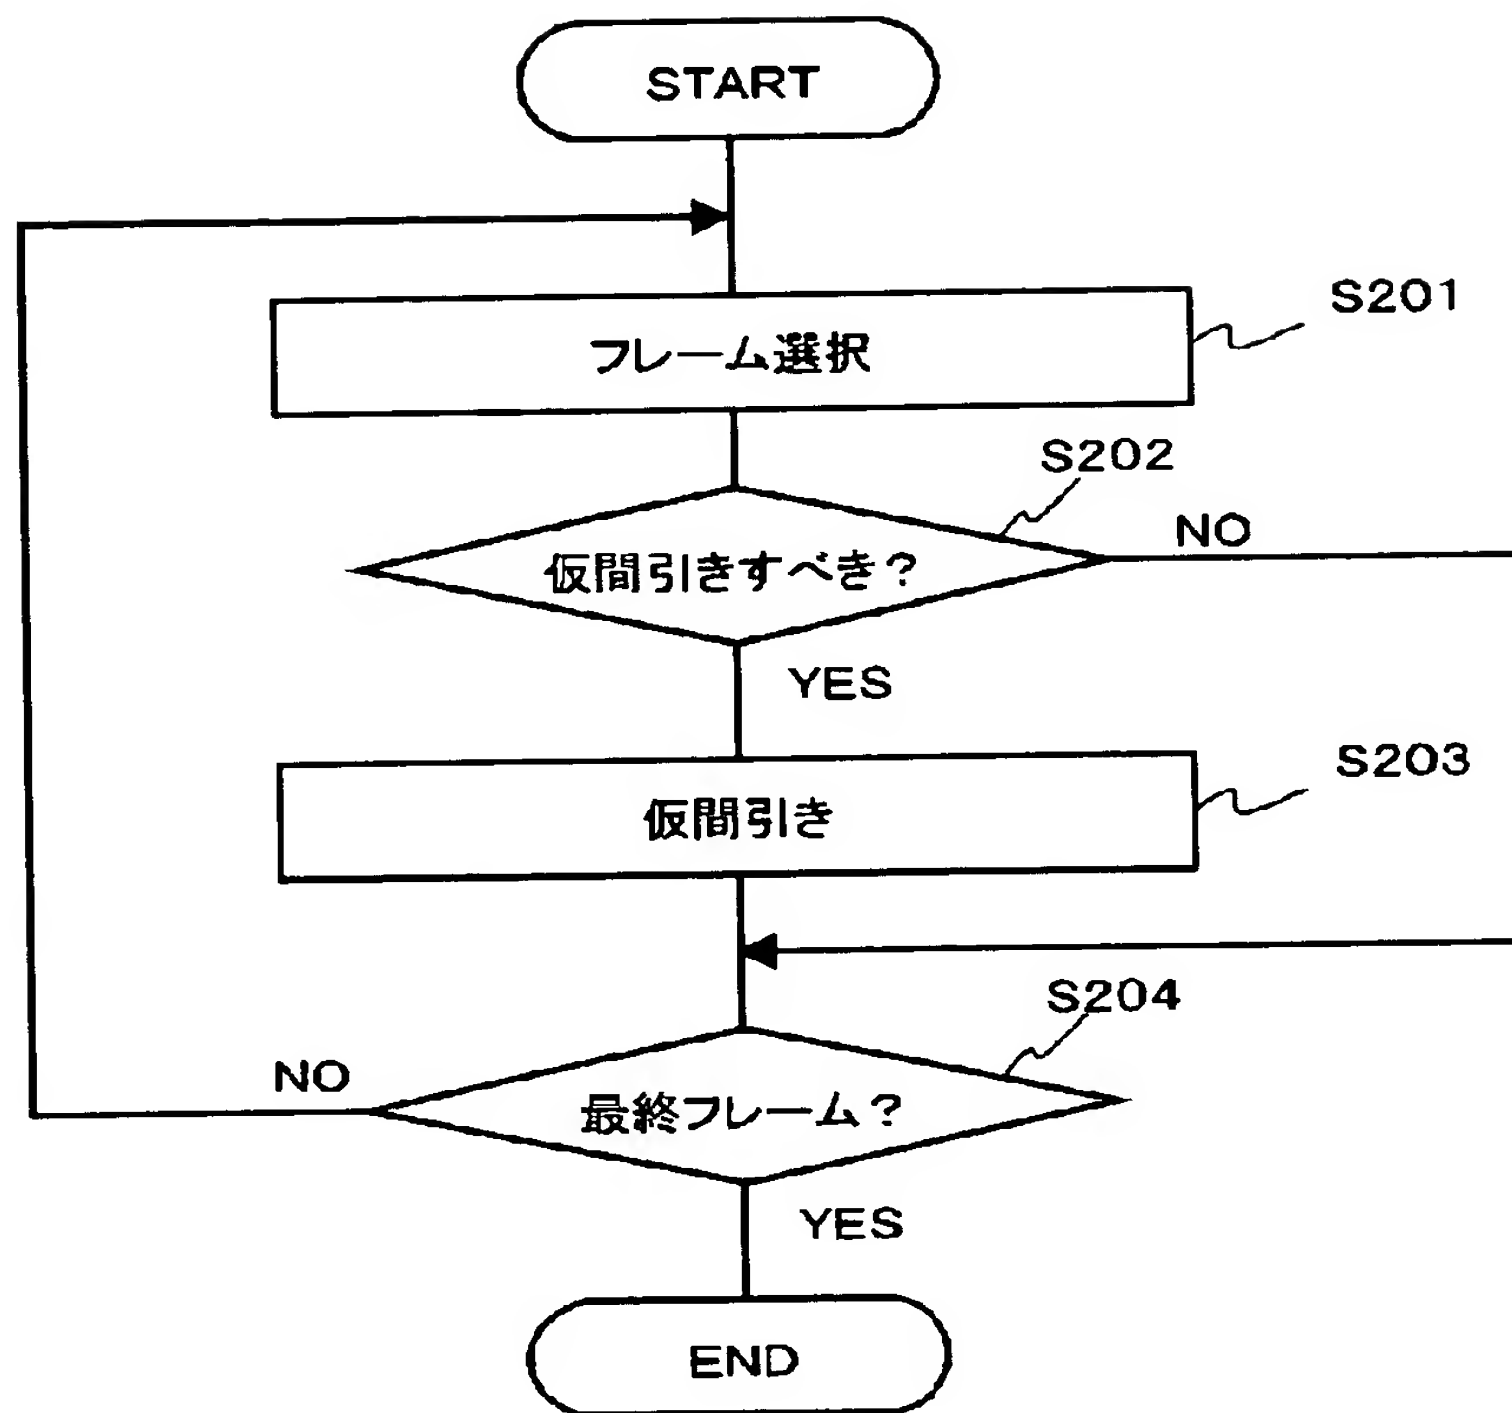 START
フレーム選択
S201
S202
仮間引きすべき？
NO
YES
仮間引き
S203
S204
最終フレーム？
NO
YES
END